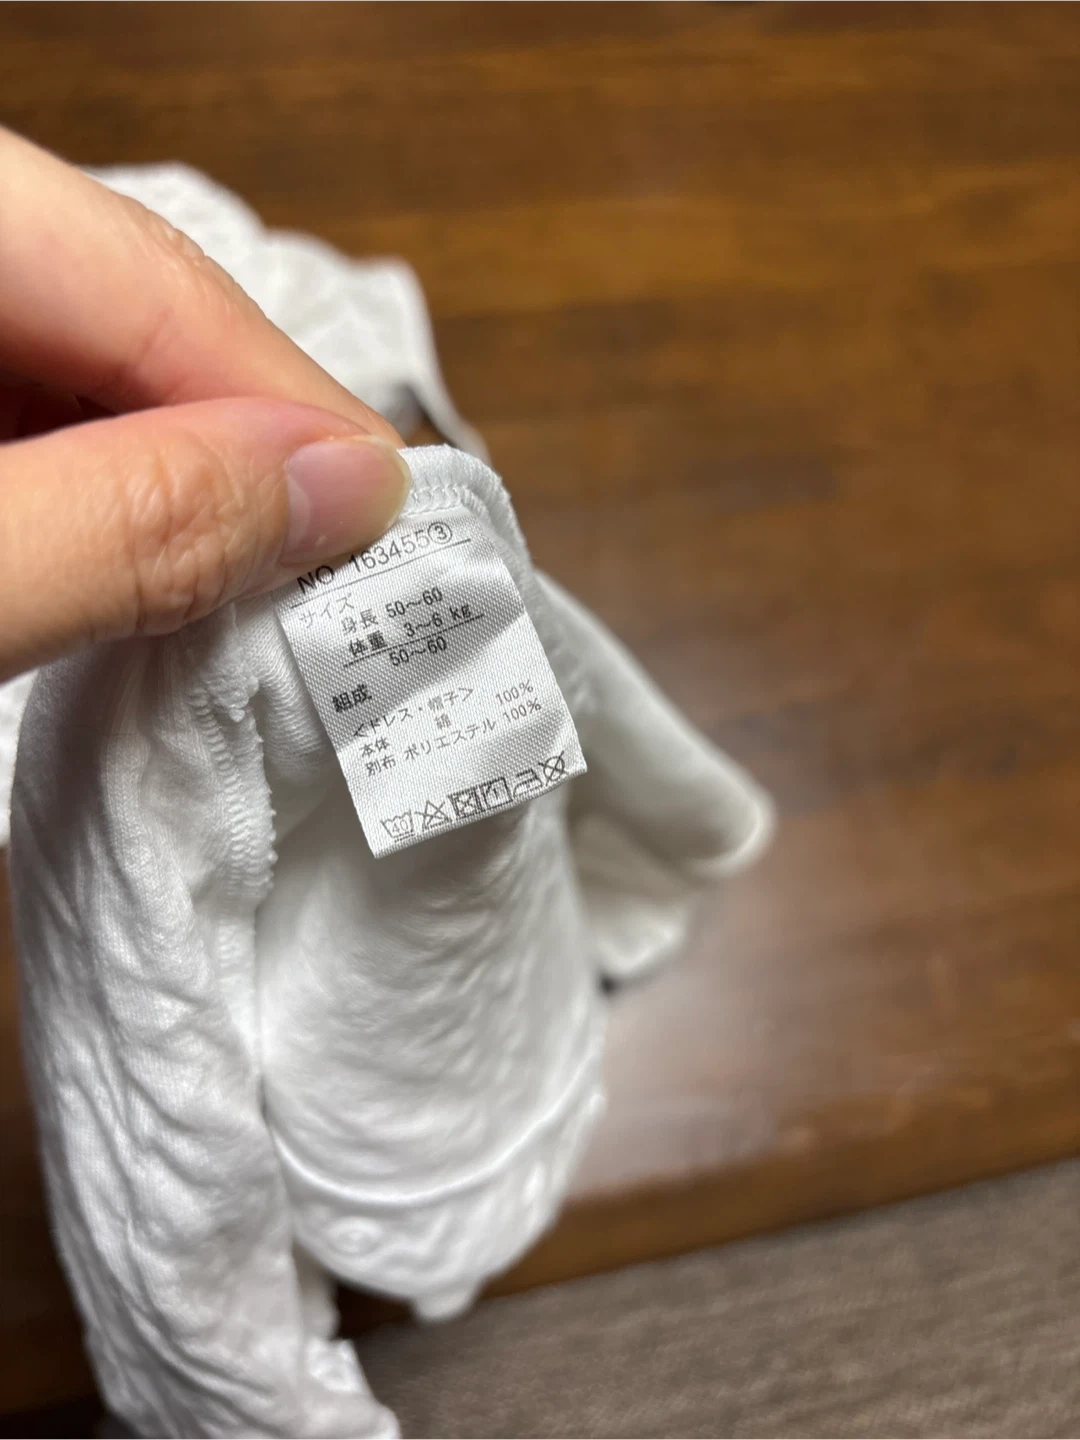 NO 163455③
サイズ
身長 50～60
体重 3～6 kg
50～60
組成
<ドレス・帽子>
本体 綿 100%
別布 ポリエステル 100%
40